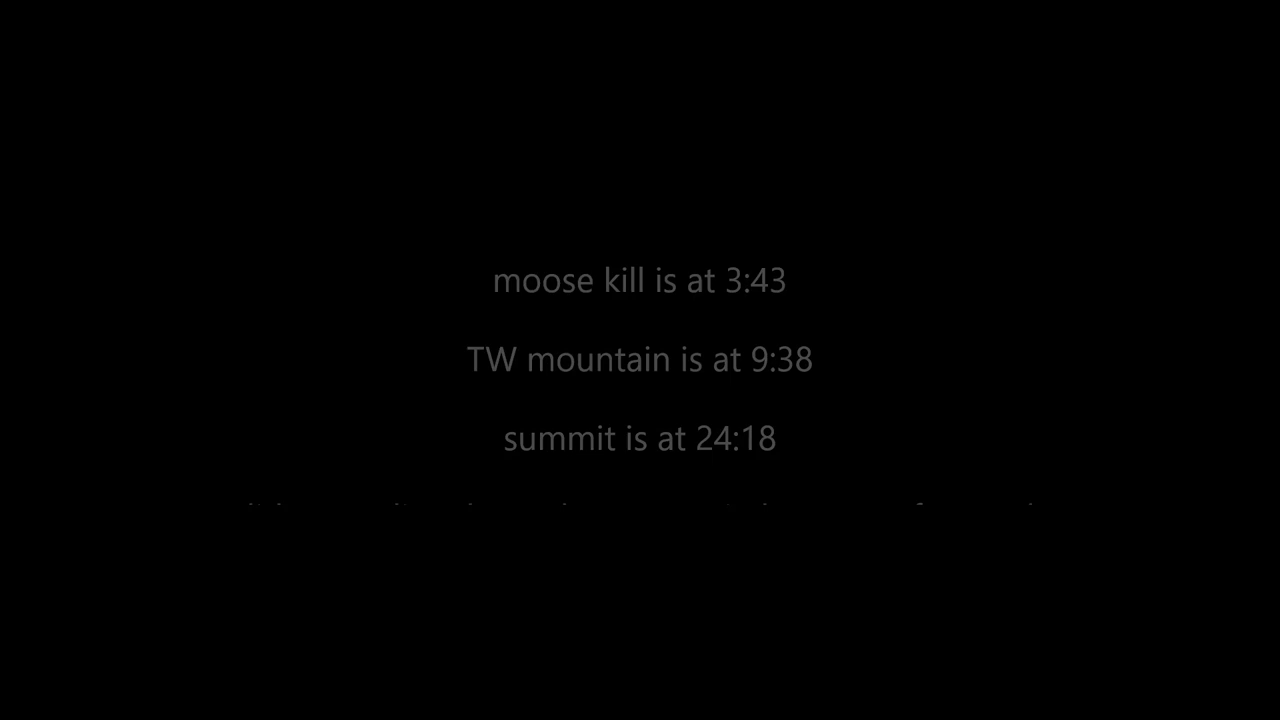 moose kill is at 3:43
TW mountain is at 9:38
summit is at 24:18